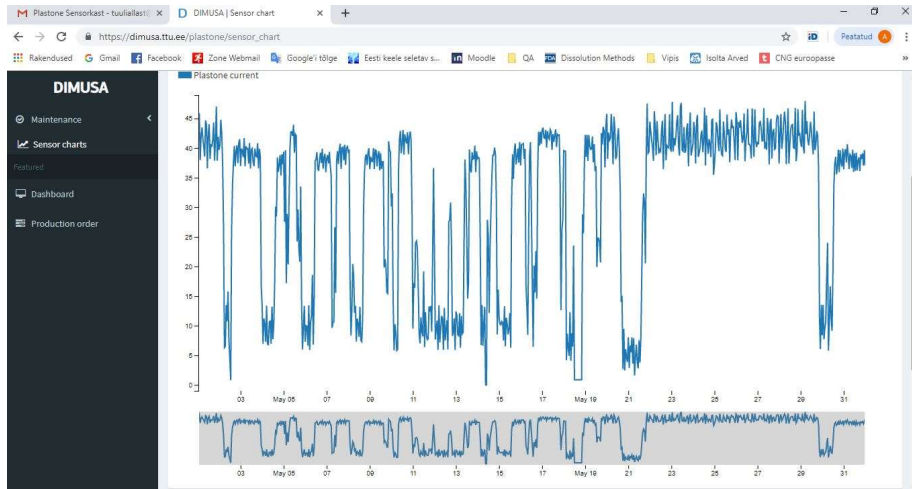 Plastone Sensorkast - tuuliallast@
DIMUSA | Sensor chart
https://dimusa.ttu.ee/plastone/sensor_chart
Peatatud A
Rakendused Gmail Facebook Zone Webmail Google'i tõlge Eesti keele seletav s... Moodle QA Dissolution Methods Vipis Isolta Arved CNG euroopasse »
DIMUSA
Maintenance
Sensor charts
Featured
Dashboard
Production order
Plastone current
45
40
35
30
25
20
15
10
5
0
03 May 05 07 09 11 13 15 17 May 19 21 23 25 27 29 31
03 May 05 07 09 11 13 15 17 May 19 21 23 25 27 29 31